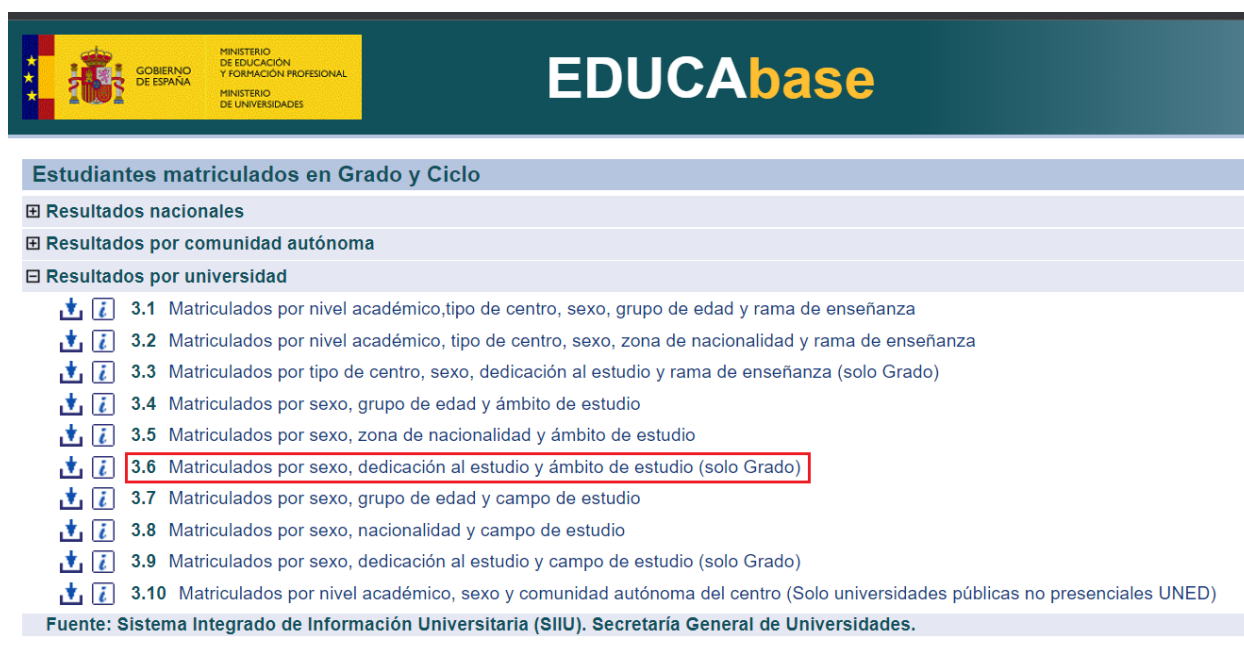 GOBIERNO
DE ESPAÑA
MINISTERIO
DE EDUCACIÓN
Y FORMACIÓN PROFESIONAL
MINISTERIO
DE UNIVERSIDADES
EDUCAbase
Estudiantes matriculados en Grado y Ciclo
Resultados nacionales
Resultados por comunidad autónoma
Resultados por universidad
3.1 Matriculados por nivel académico,tipo de centro, sexo, grupo de edad y rama de enseñanza
3.2 Matriculados por nivel académico, tipo de centro, sexo, zona de nacionalidad y rama de enseñanza
3.3 Matriculados por tipo de centro, sexo, dedicación al estudio y rama de enseñanza (solo Grado)
3.4 Matriculados por sexo, grupo de edad y ámbito de estudio
3.5 Matriculados por sexo, zona de nacionalidad y ámbito de estudio
3.6 Matriculados por sexo, dedicación al estudio y ámbito de estudio (solo Grado)
3.7 Matriculados por sexo, grupo de edad y campo de estudio
3.8 Matriculados por sexo, nacionalidad y campo de estudio
3.9 Matriculados por sexo, dedicación al estudio y campo de estudio (solo Grado)
3.10 Matriculados por nivel académico, sexo y comunidad autónoma del centro (Solo universidades públicas no presenciales UNED)
Fuente: Sistema Integrado de Información Universitaria (SIIU). Secretaría General de Universidades.